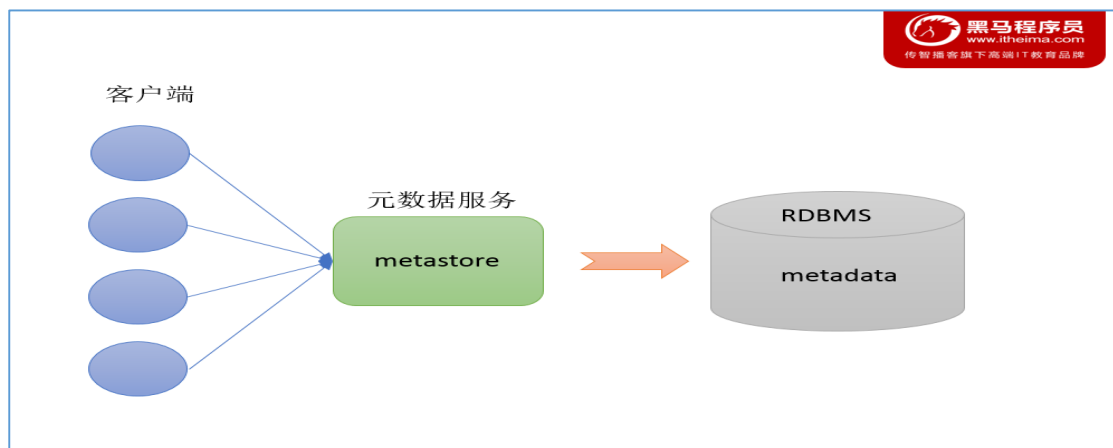 黑马程序员
www.itheima.com
传智播客旗下高端IT教育品牌
客户端
元数据服务
metastore
RDBMS
metadata